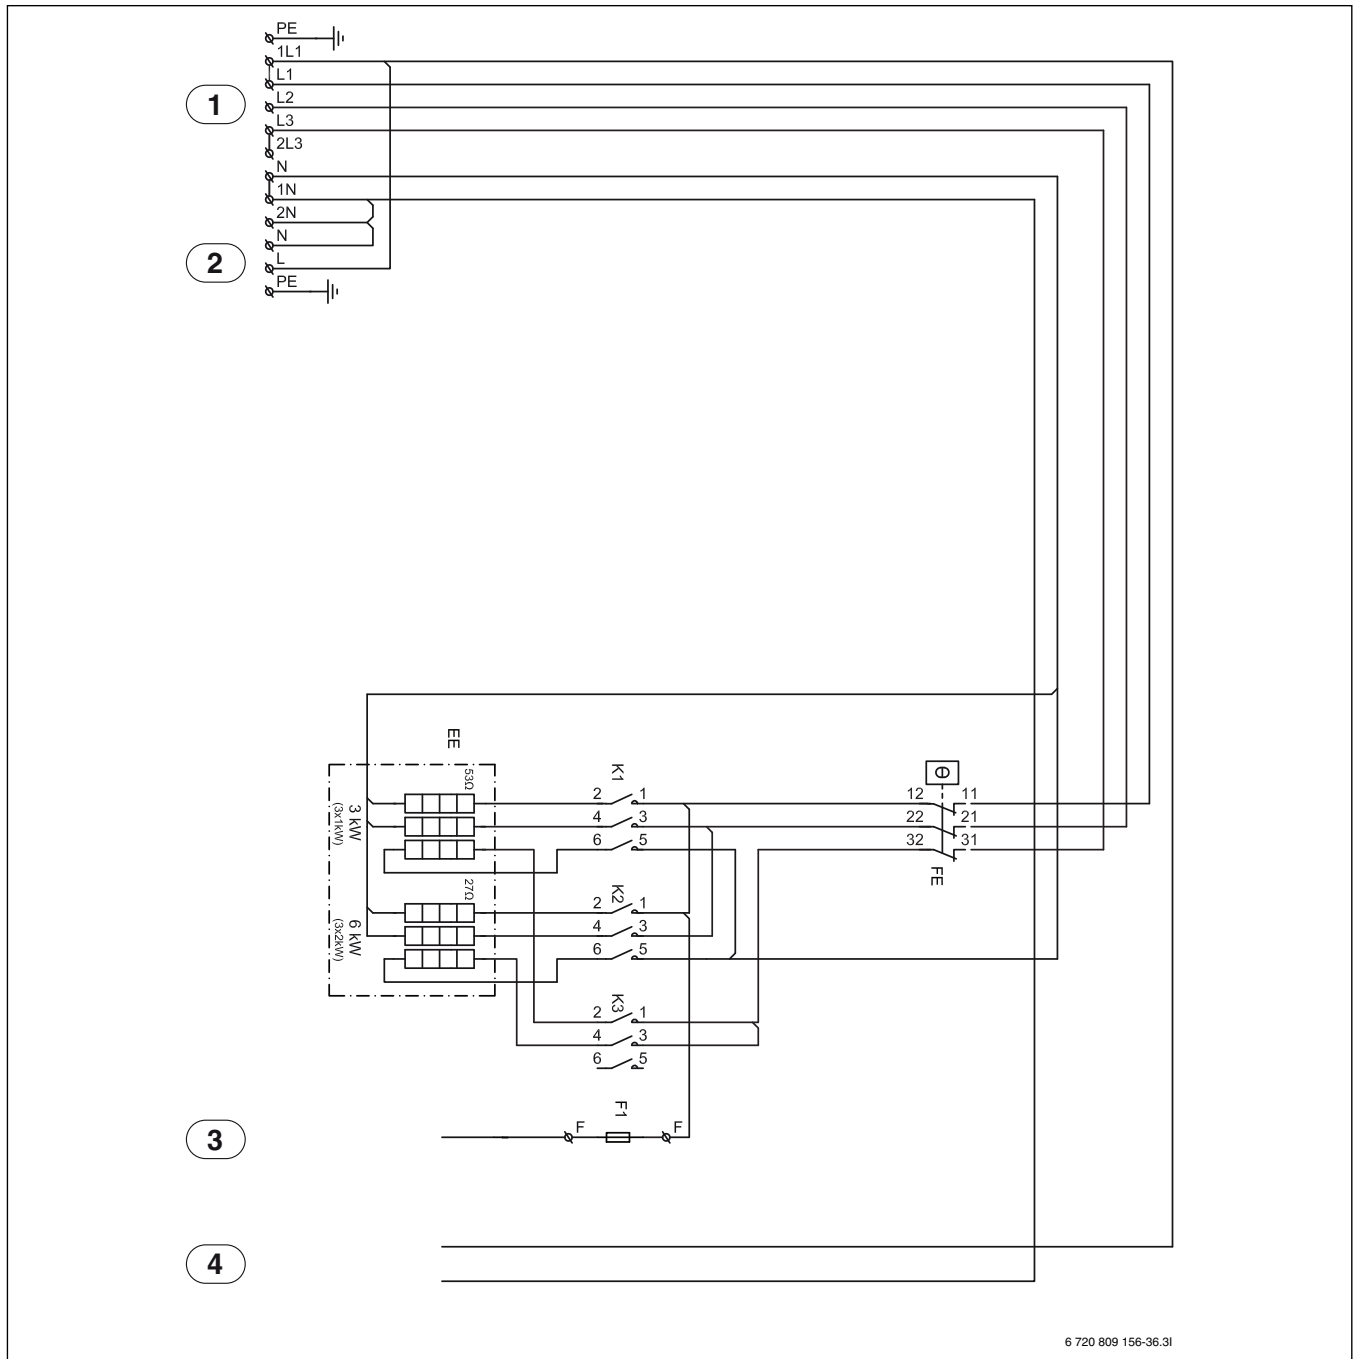 PE
1L1
L1
1
L2
L3
2L3
N
1N
2N
N
2
L
PE
EE
53Ω
3 kW
(3x1kW)
K1
2 1
4 3
6 5
12 11
22 21
32 31
FE
27Ω
6 kW
(3x2kW)
K2
2 1
4 3
6 5
K3
2 1
4 3
6 5
F1
3
F F
4
6 720 809 156-36.3I